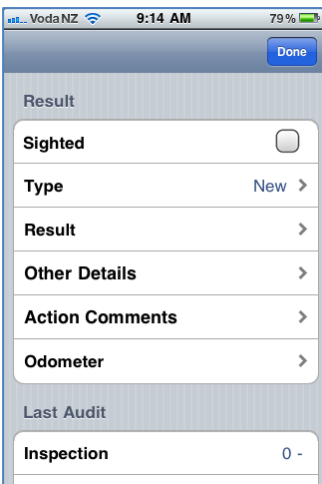 Voda NZ 9:14 AM 79%
Done
Result
Sighted
Type New
Result
Other Details
Action Comments
Odometer
Last Audit
Inspection 0 -